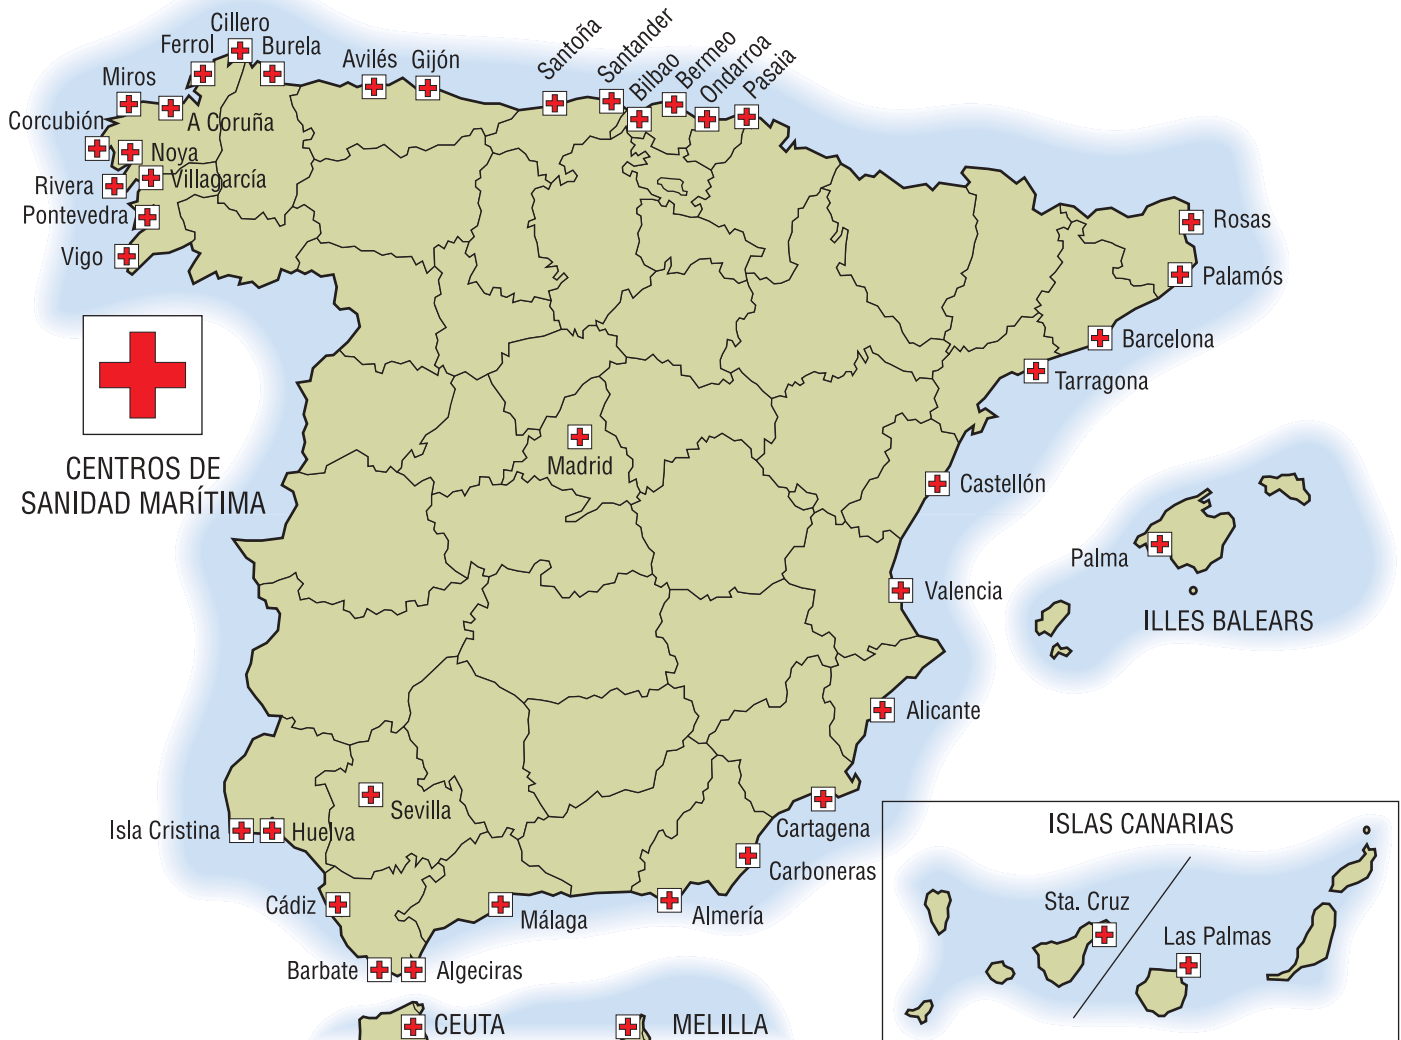 Cillero
Ferrol
Burela
Avilés
Gijón
Santoña
Santander
Bilbao
Bermeo
Ondarroa
Pasaia
Miros
A Coruña
Corcubión
Noya
Rivera
Villagarcía
Pontevedra
Vigo
Rosas
Palamós
Barcelona
Tarragona
CENTROS DE
SANIDAD MARÍTIMA
Madrid
Castellón
Palma
Valencia
ILLES BALEARS
Alicante
Sevilla
Isla Cristina
Huelva
Cartagena
Carboneras
Cádiz
Málaga
Almería
Barbate
Algeciras
CEUTA
MELILLA
ISLAS CANARIAS
Sta. Cruz
Las Palmas